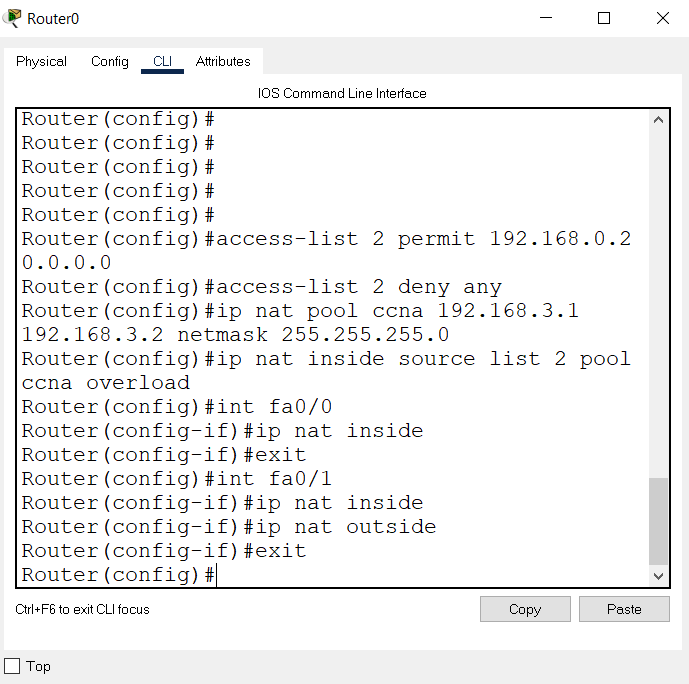 Router0
Physical Config CLI Attributes
IOS Command Line Interface
Router(config)#
Router(config)#
Router(config)#
Router(config)#
Router(config)#
Router(config)#access-list 2 permit 192.168.0.2
0.0.0.0
Router(config)#access-list 2 deny any
Router(config)#ip nat pool ccna 192.168.3.1
192.168.3.2 netmask 255.255.255.0
Router(config)#ip nat inside source list 2 pool
ccna overload
Router(config)#int fa0/0
Router(config-if)#ip nat inside
Router(config-if)#exit
Router(config)#int fa0/1
Router(config-if)#ip nat inside
Router(config-if)#ip nat outside
Router(config-if)#exit
Router(config)#
Ctrl+F6 to exit CLI focus Copy Paste
Top